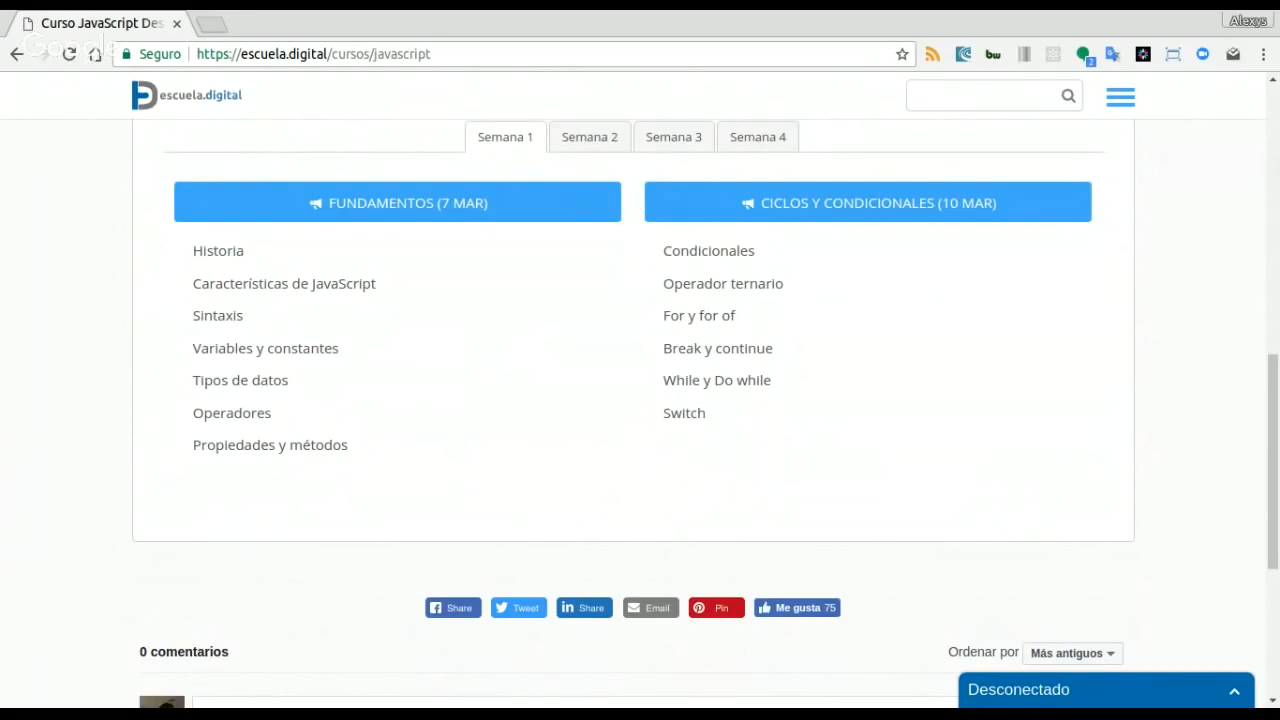 Curso JavaScript Des
Alexys
Google
Seguro https://escuela.digital/cursos/javascript
bw
2
escuela.digital
Semana 1 Semana 2 Semana 3 Semana 4
FUNDAMENTOS (7 MAR)
Historia
Características de JavaScript
Sintaxis
Variables y constantes
Tipos de datos
Operadores
Propiedades y métodos
CICLOS Y CONDICIONALES (10 MAR)
Condicionales
Operador ternario
For y for of
Break y continue
While y Do while
Switch
Share Tweet Share Email Pin Me gusta 75
0 comentarios
Ordenar por Más antiguos
Desconectado